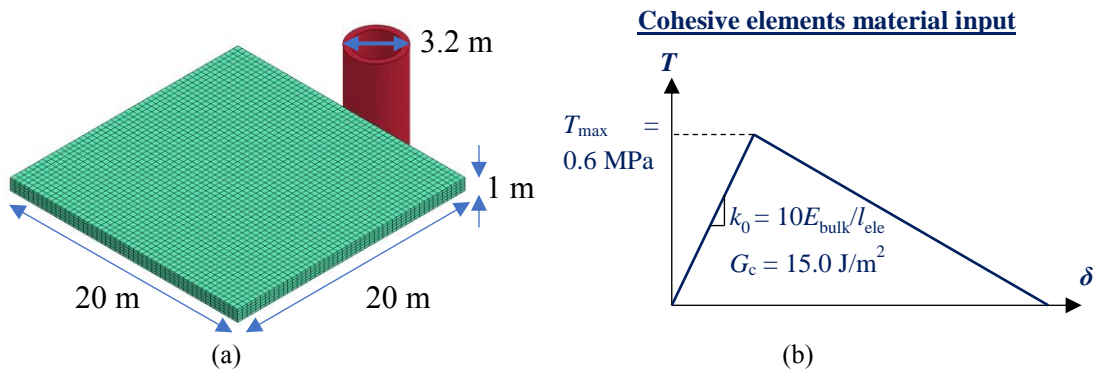 3.2 m
1 m
20 m
20 m
(a)
Cohesive elements material input
T
T_max =
0.6 MPa
k_0 = 10E_bulk/l_ele
G_c = 15.0 J/m^2
δ
(b)